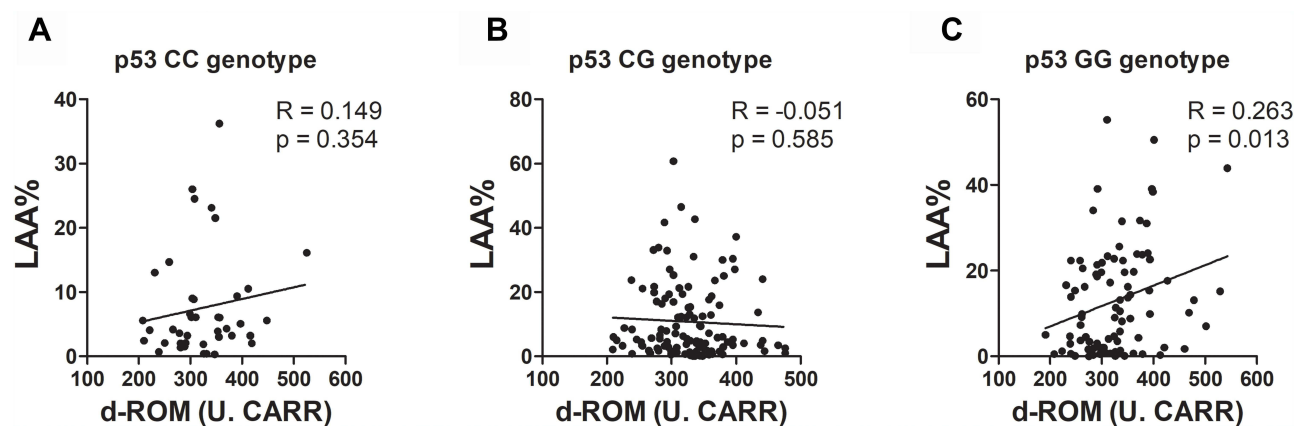 A
p53 CC genotype
R = 0.149
p = 0.354
40
30
20
10
0
LAA%
100 200 300 400 500 600
d-ROM (U. CARR)
B
p53 CG genotype
R = -0.051
p = 0.585
80
60
40
20
0
LAA%
100 200 300 400 500
d-ROM (U. CARR)
C
p53 GG genotype
R = 0.263
p = 0.013
60
40
20
0
LAA%
100 200 300 400 500 600
d-ROM (U. CARR)